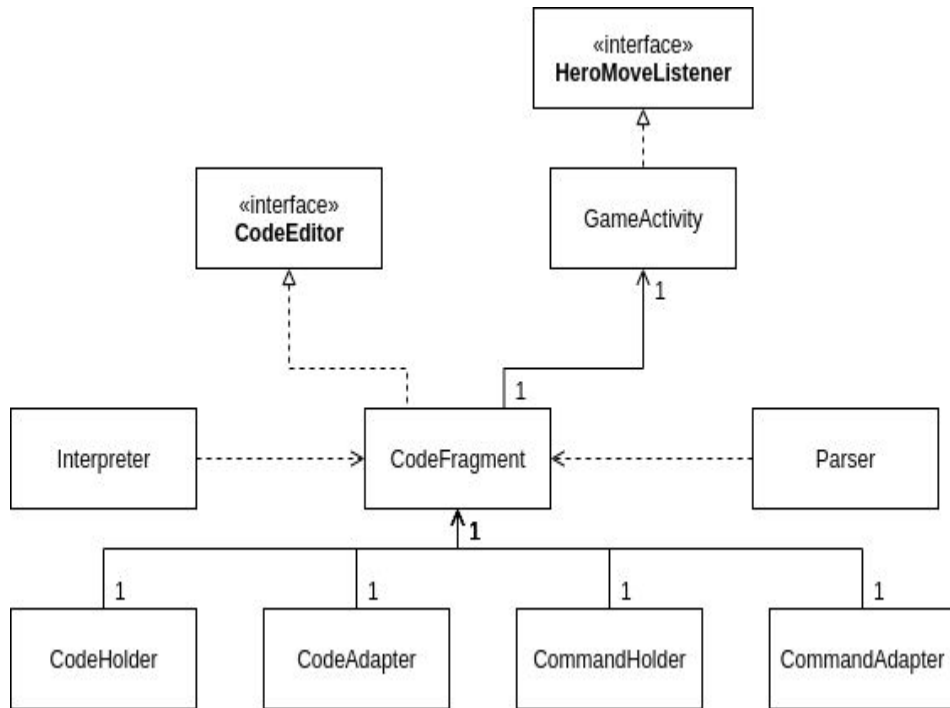 «interface»
HeroMoveListener
«interface»
CodeEditor
GameActivity
1
1
Interpreter
CodeFragment
Parser
1
1
1
1
1
CodeHolder
CodeAdapter
CommandHolder
CommandAdapter